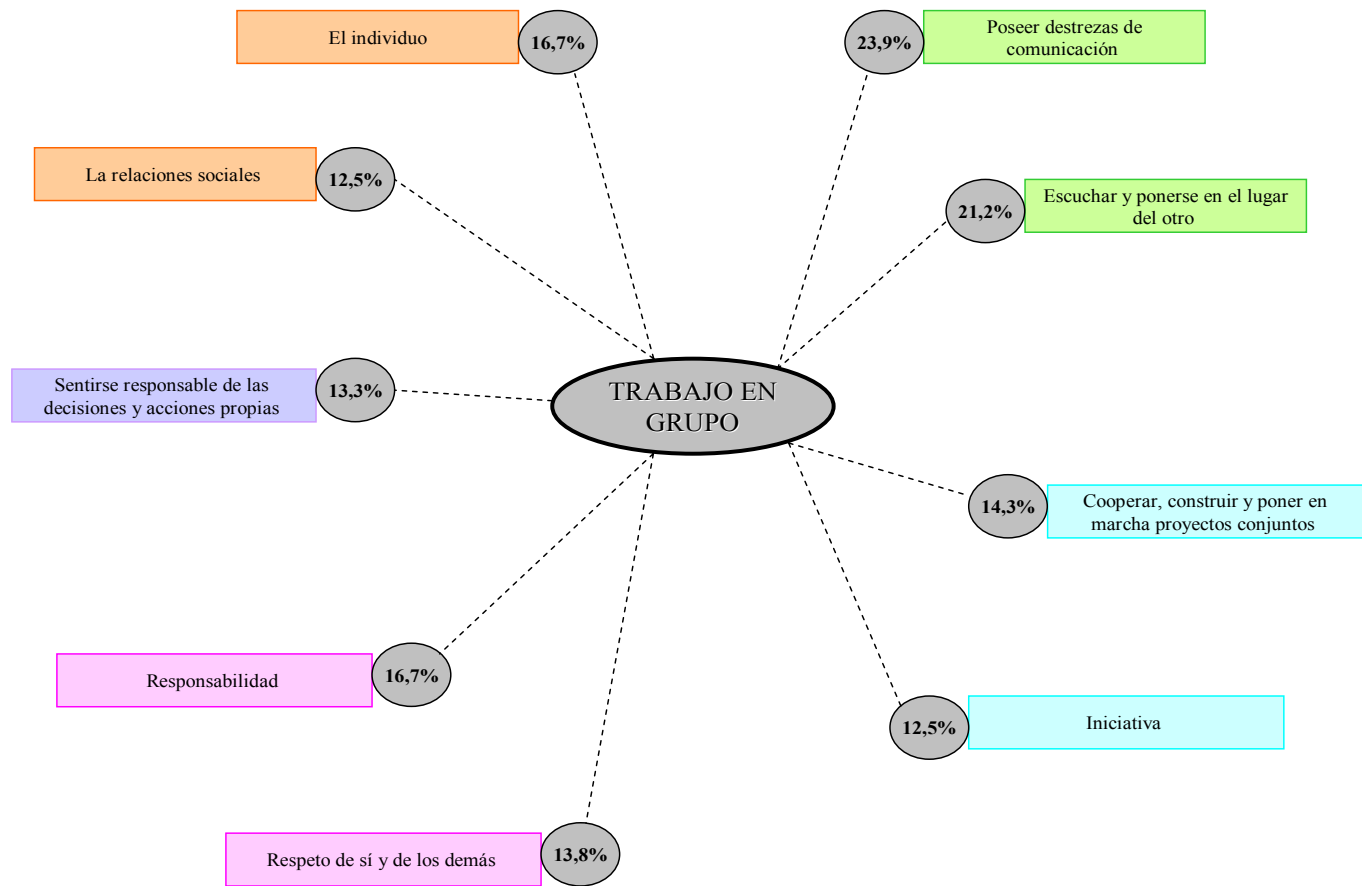 El individuo
16,7%
23,9%
Poseer destrezas de
comunicación
La relaciones sociales
12,5%
21,2%
Escuchar y ponerse en el lugar
del otro
Sentirse responsable de las
decisiones y acciones propias
13,3%
TRABAJO EN
GRUPO
14,3%
Cooperar, construir y poner en
marcha proyectos conjuntos
Responsabilidad
16,7%
12,5%
Iniciativa
Respeto de sí y de los demás
13,8%